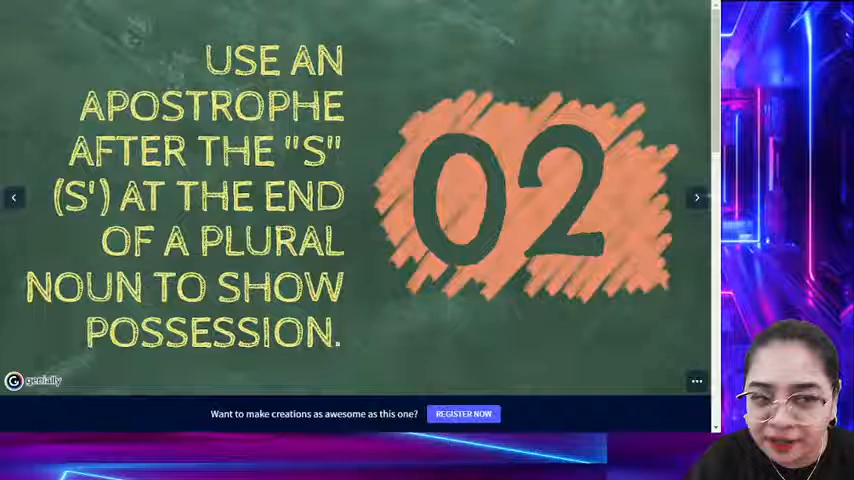 USE AN
APOSTROPHE
AFTER THE "S"
(S') AT THE END
OF A PLURAL
NOUN TO SHOW
POSSESSION.
02
genially
Want to make creations as awesome as this one?
REGISTER NOW